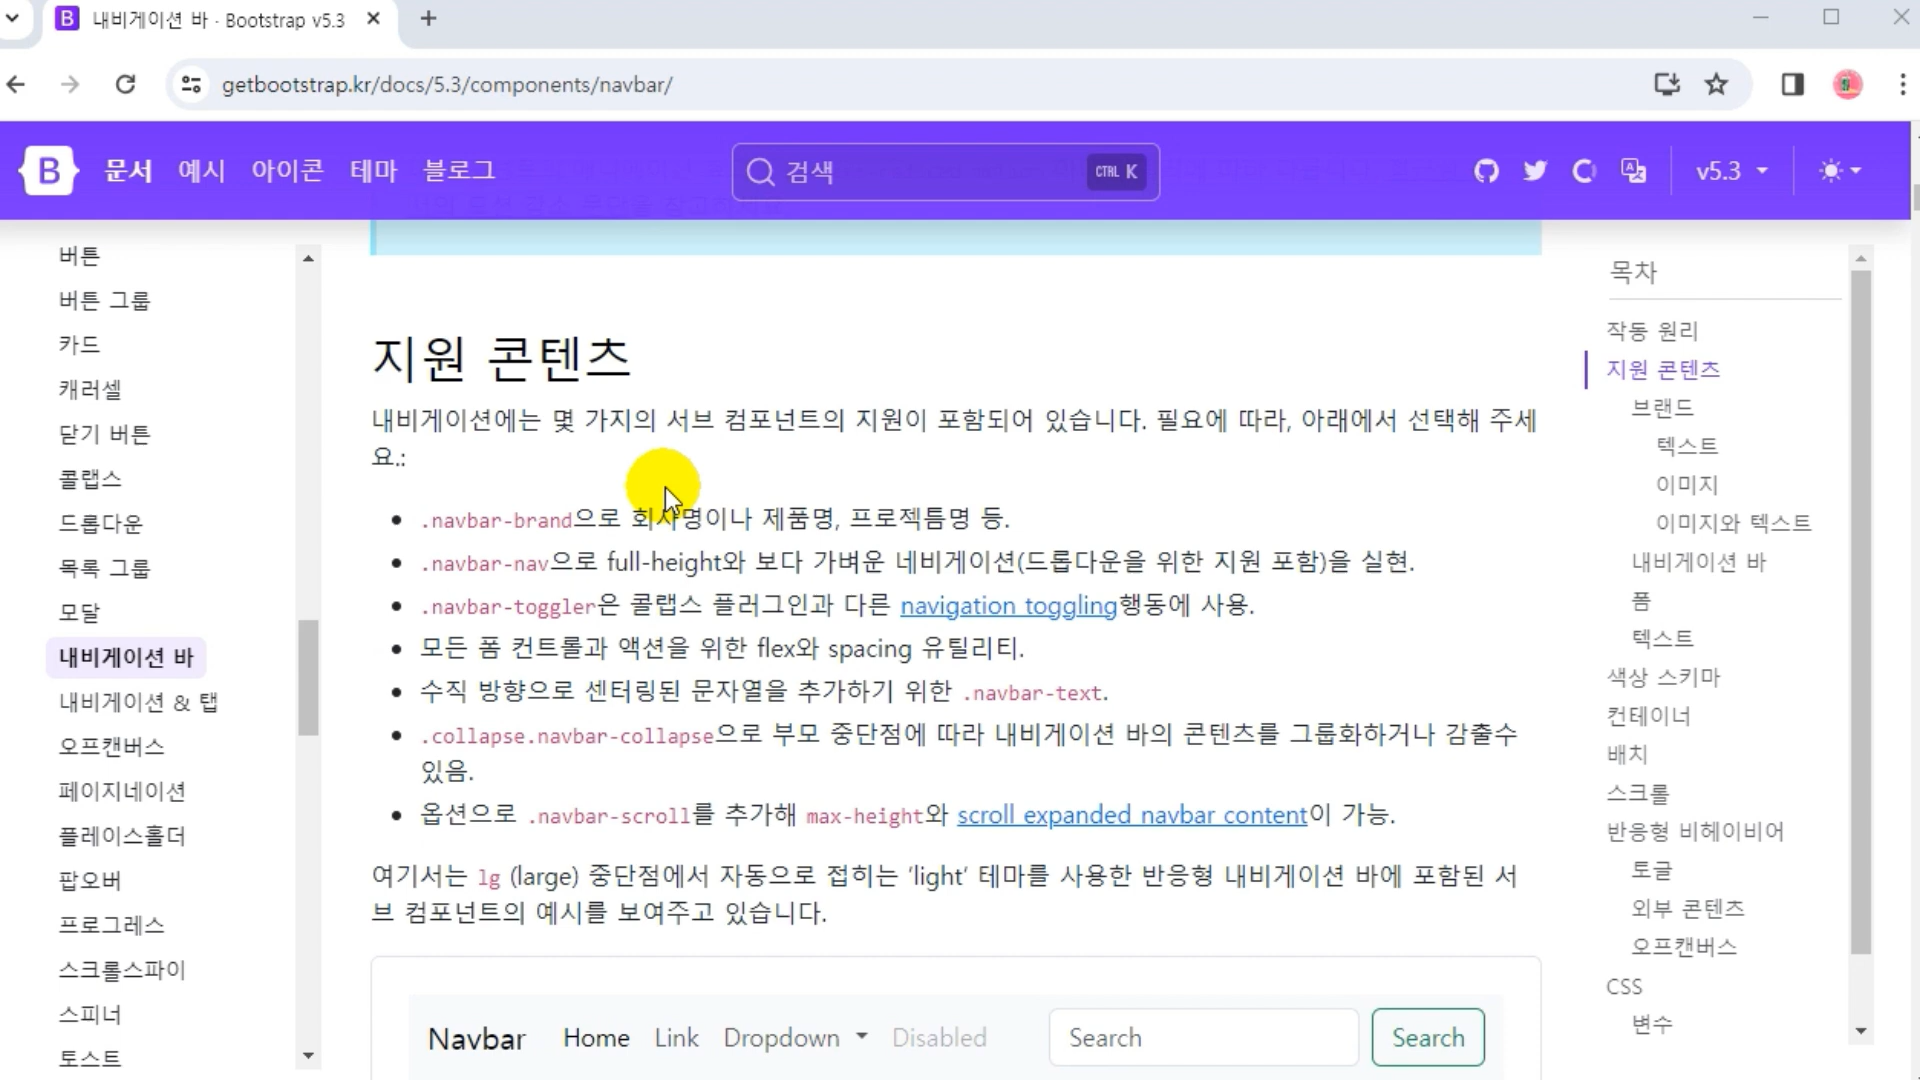 내비게이션 바 · Bootstrap v5.3
getbootstrap.kr/docs/5.3/components/navbar/
B 문서 예시 아이콘 테마 블로그 검색 CTRL K v5.3
버튼
버튼 그룹
카드
캐러셀
닫기 버튼
콜랩스
드롭다운
목록 그룹
모달
내비게이션 바
내비게이션 & 탭
오프캔버스
페이지네이션
플레이스홀더
팝오버
프로그레스
스크롤스파이
스피너
토스트
지원 콘텐츠
내비게이션에는 몇 가지의 서브 컴포넌트의 지원이 포함되어 있습니다. 필요에 따라, 아래에서 선택해 주세
요.:
.navbar-brand으로 회사명이나 제품명, 프로젝틈명 등.
.navbar-nav으로 full-height와 보다 가벼운 네비게이션(드롭다운을 위한 지원 포함)을 실현.
.navbar-toggler은 콜랩스 플러그인과 다른 navigation toggling행동에 사용.
모든 폼 컨트롤과 액션을 위한 flex와 spacing 유틸리티.
수직 방향으로 센터링된 문자열을 추가하기 위한 .navbar-text.
.collapse.navbar-collapse으로 부모 중단점에 따라 내비게이션 바의 콘텐츠를 그룹화하거나 감출수
있음.
옵션으로 .navbar-scroll를 추가해 max-height와 scroll expanded navbar content이 가능.
여기서는 lg (large) 중단점에서 자동으로 접히는 ‘light’ 테마를 사용한 반응형 내비게이션 바에 포함된 서
브 컴포넌트의 예시를 보여주고 있습니다.
Navbar Home Link Dropdown Disabled Search Search
목차
작동 원리
지원 콘텐츠
브랜드
텍스트
이미지
이미지와 텍스트
내비게이션 바
폼
텍스트
색상 스키마
컨테이너
배치
스크롤
반응형 비헤이비어
토글
외부 콘텐츠
오프캔버스
CSS
변수